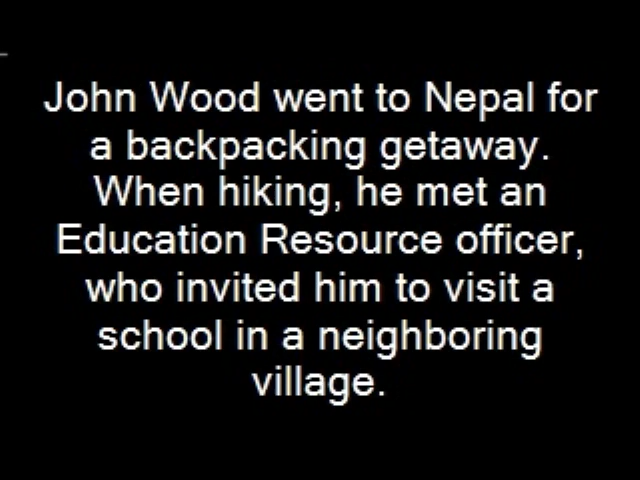 John Wood went to Nepal for
a backpacking getaway.
When hiking, he met an
Education Resource officer,
who invited him to visit a
school in a neighboring
village.